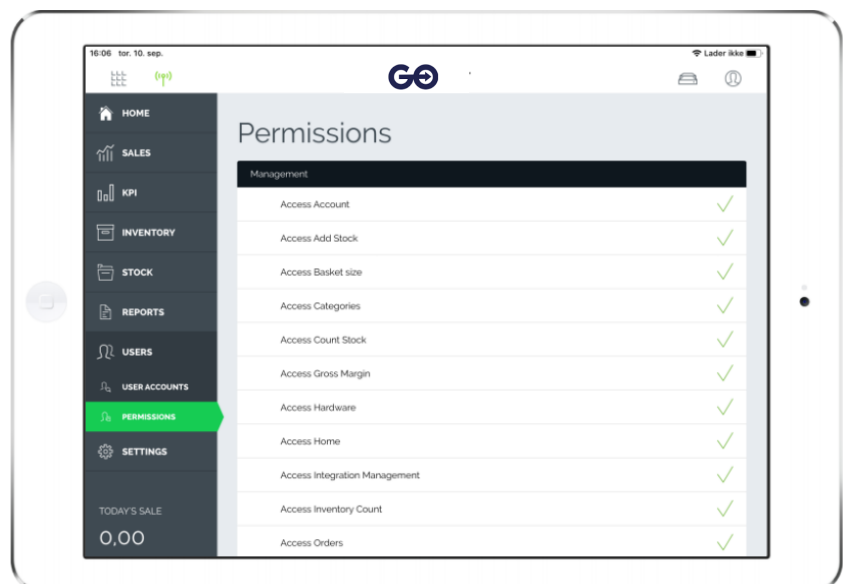 16:06 tor. 10. sep.
Lader ikke
GO
HOME
SALES
KPI
INVENTORY
STOCK
REPORTS
USERS
USER ACCOUNTS
PERMISSIONS
SETTINGS
TODAY'S SALE
0,00
Permissions
Management
Access Account
Access Add Stock
Access Basket size
Access Categories
Access Count Stock
Access Gross Margin
Access Hardware
Access Home
Access Integration Management
Access Inventory Count
Access Orders